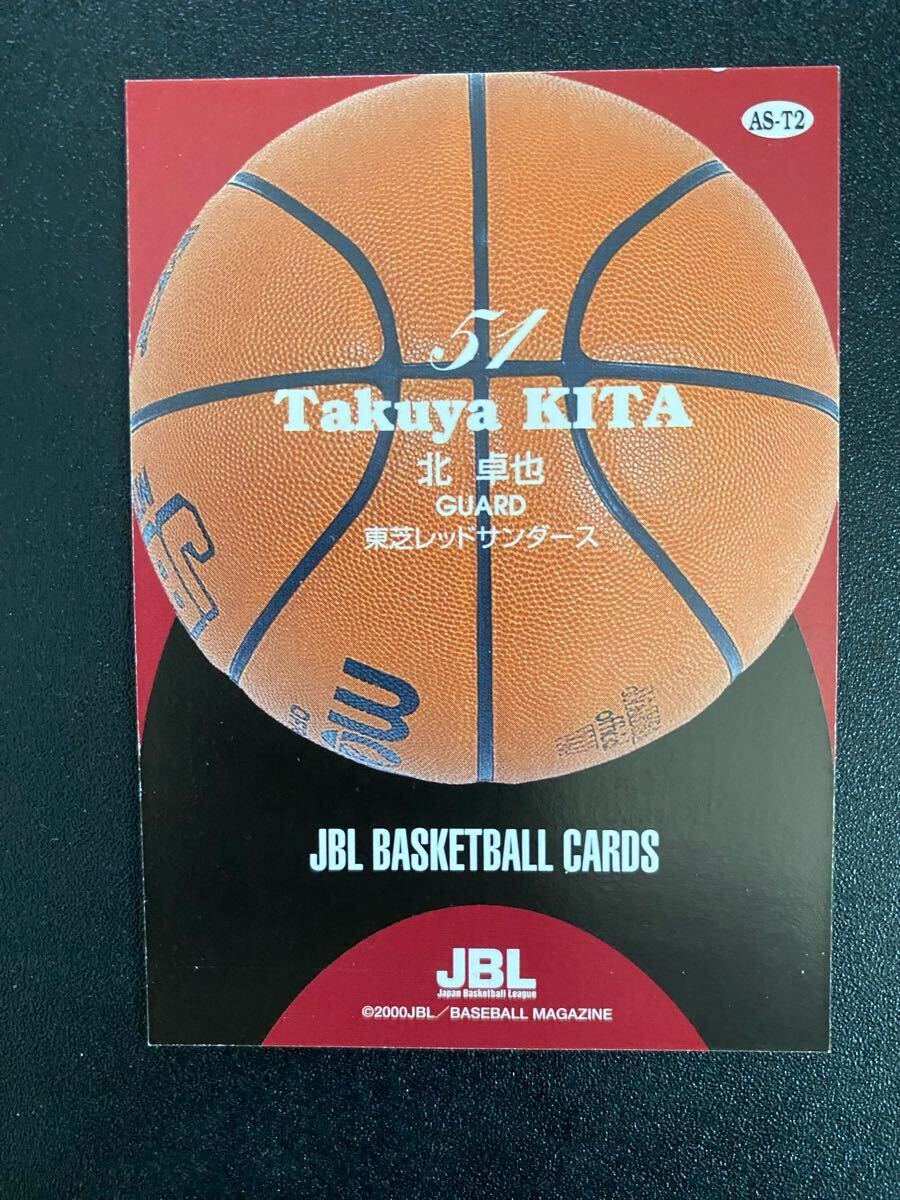 AS-T2
51
Takuya KITA
北 卓也
GUARD
東芝レッドサンダース
JBL BASKETBALL CARDS
JBL
Japan Basketball League
©2000JBL/BASEBALL MAGAZINE